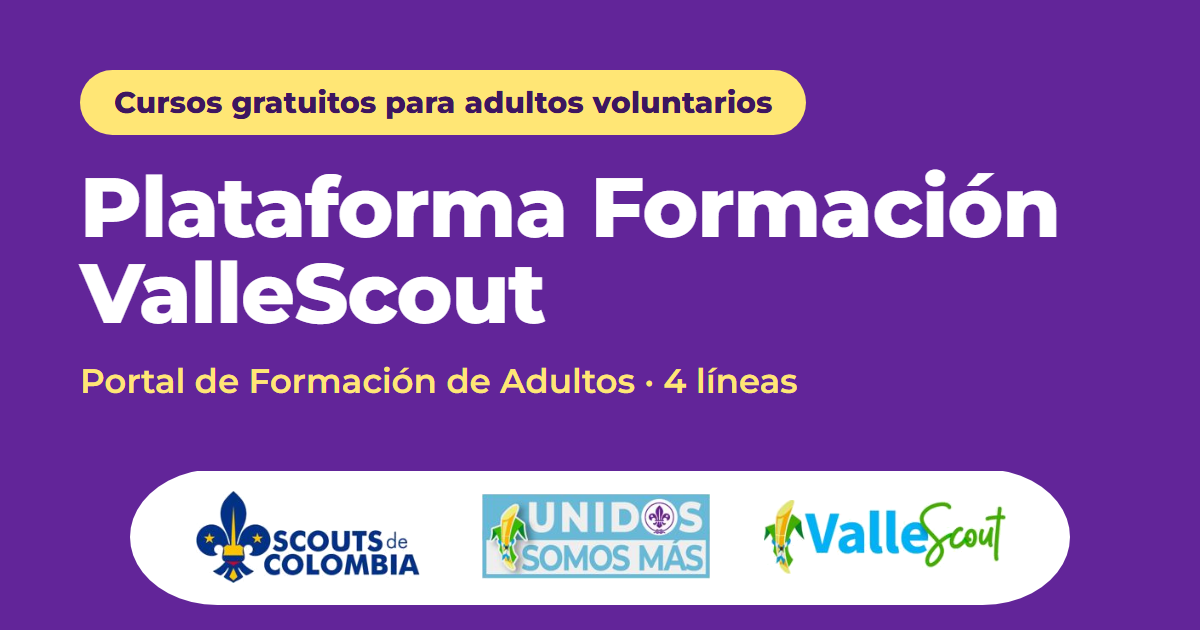 Cursos gratuitos para adultos voluntarios
Plataforma Formación
ValleScout
Portal de Formación de Adultos · 4 líneas
SCOUTS de
COLOMBIA
UNIDOS
SOMOS MÁS
ValleScout